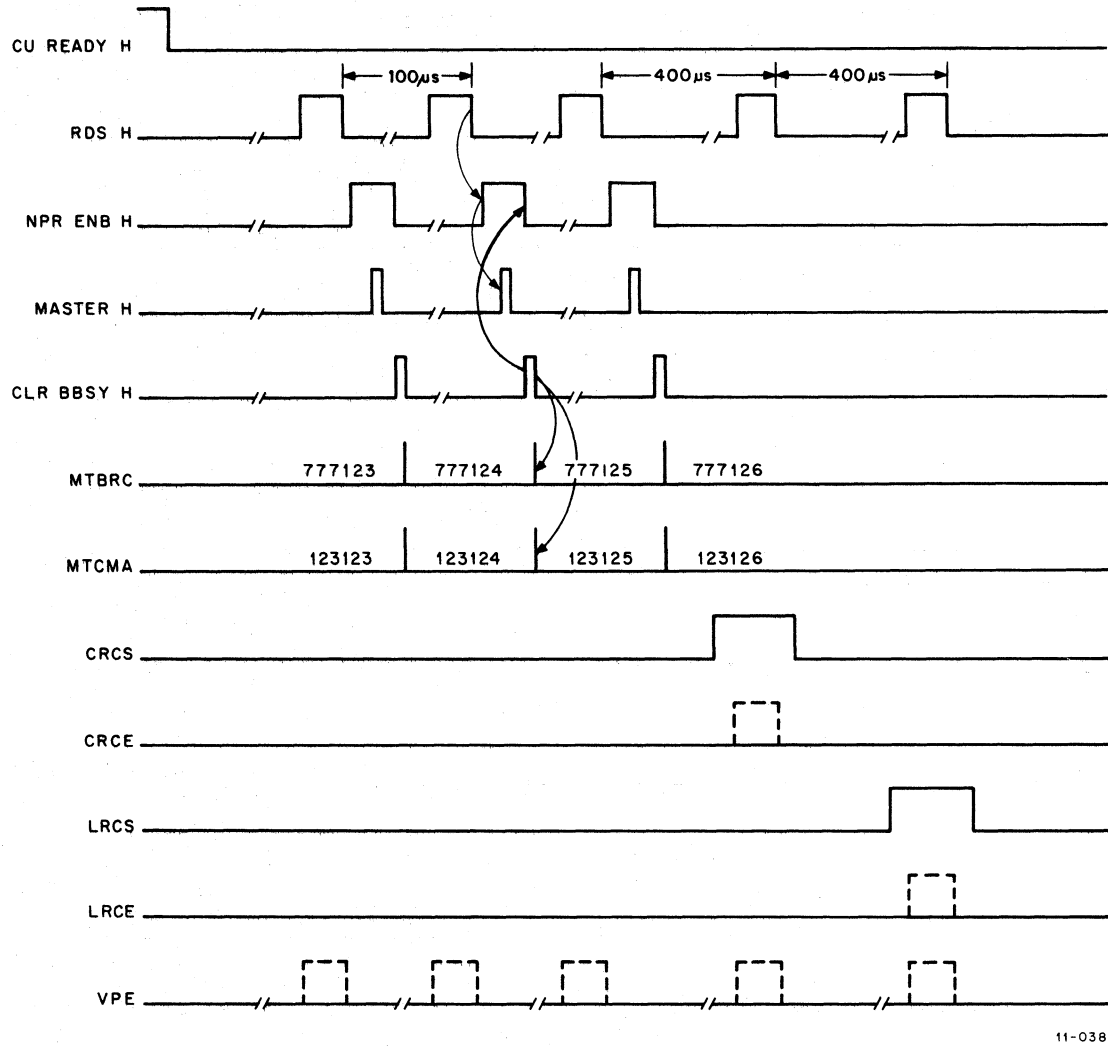 CU READY H
100µs
400µs
400µs
RDS H
NPR ENB H
MASTER H
CLR BBSY H
MTBRC 777123 777124 777125 777126
MTCMA 123123 123124 123125 123126
CRCS
CRCE
LRCS
LRCE
VPE
11-038